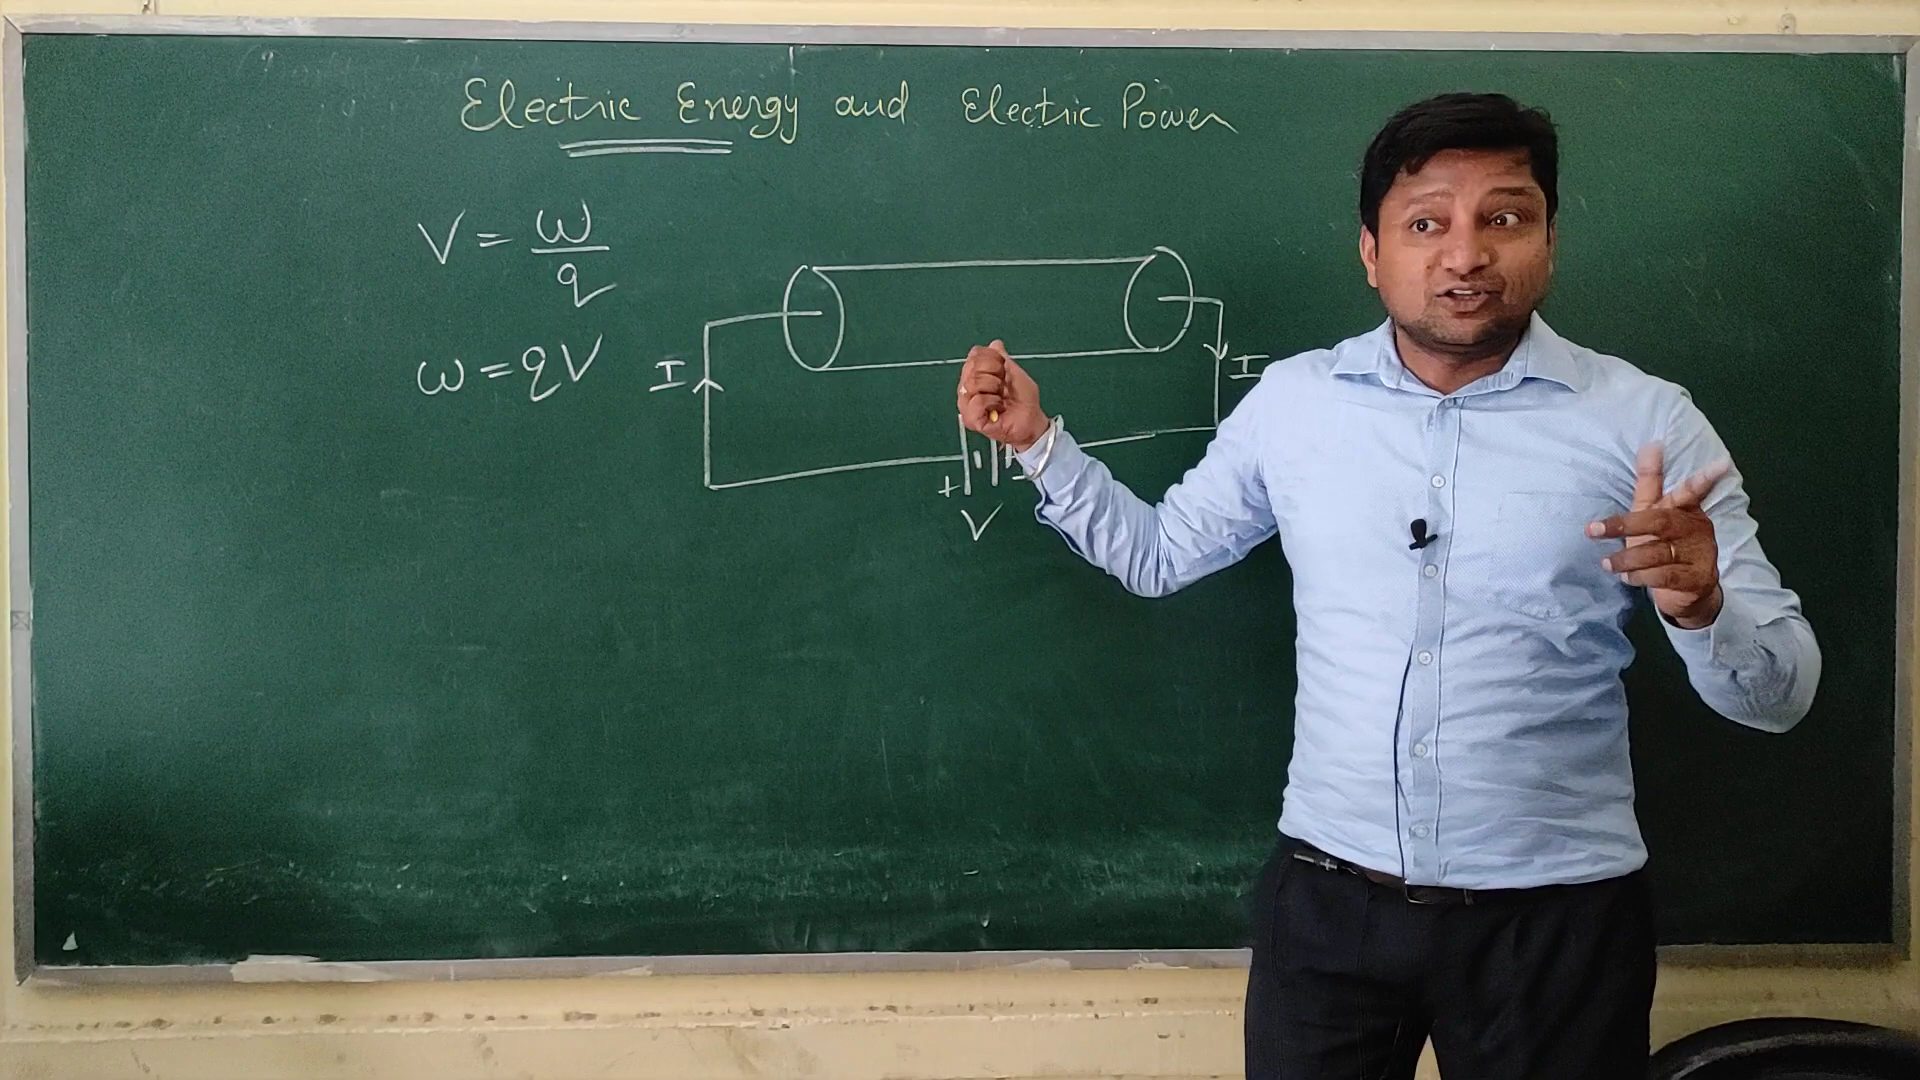 Electric Energy and Electric Power
V = ω/q
ω = qV
I
I
+
-
V